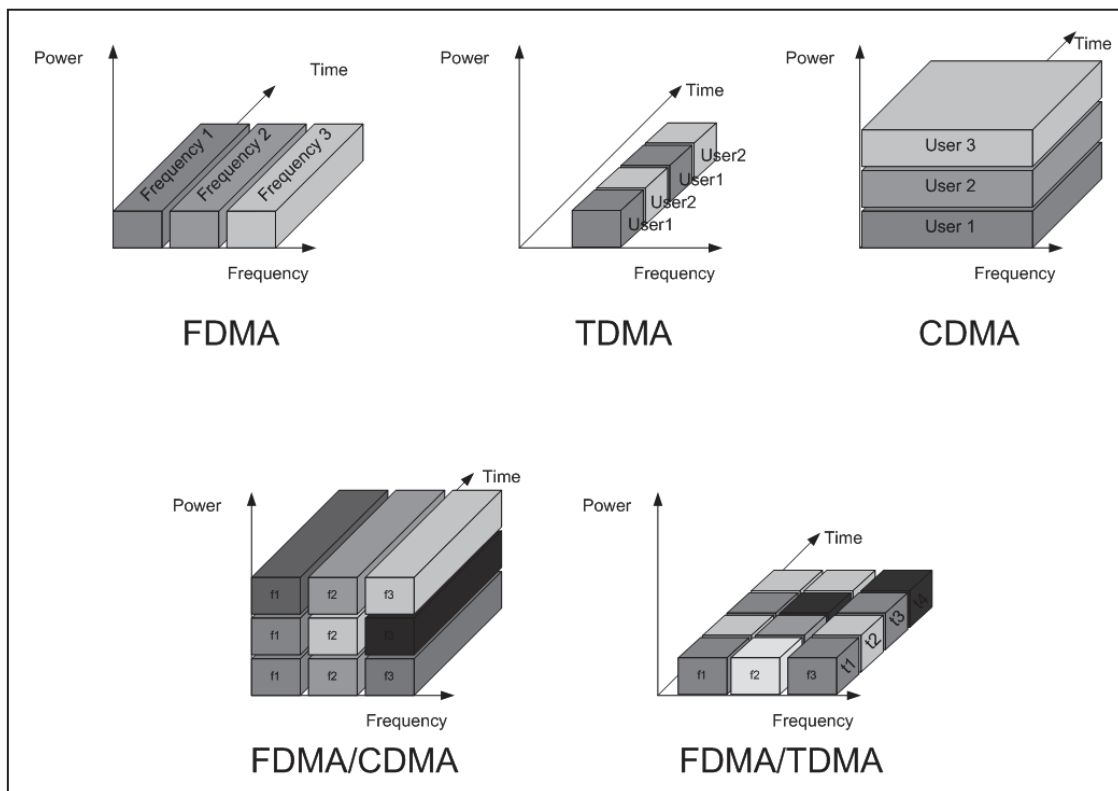 Power
Time
Frequency 1
Frequency 2
Frequency 3
Frequency
FDMA
Power
Time
User2
User1
User2
User1
Frequency
TDMA
Power
Time
User 3
User 2
User 1
Frequency
CDMA
Power
Time
f1 f2 f3
f1 f2 f3
f1 f2 f3
Frequency
FDMA/CDMA
Power
Time
t4
t3
t2
t1
f1 f2 f3
Frequency
FDMA/TDMA